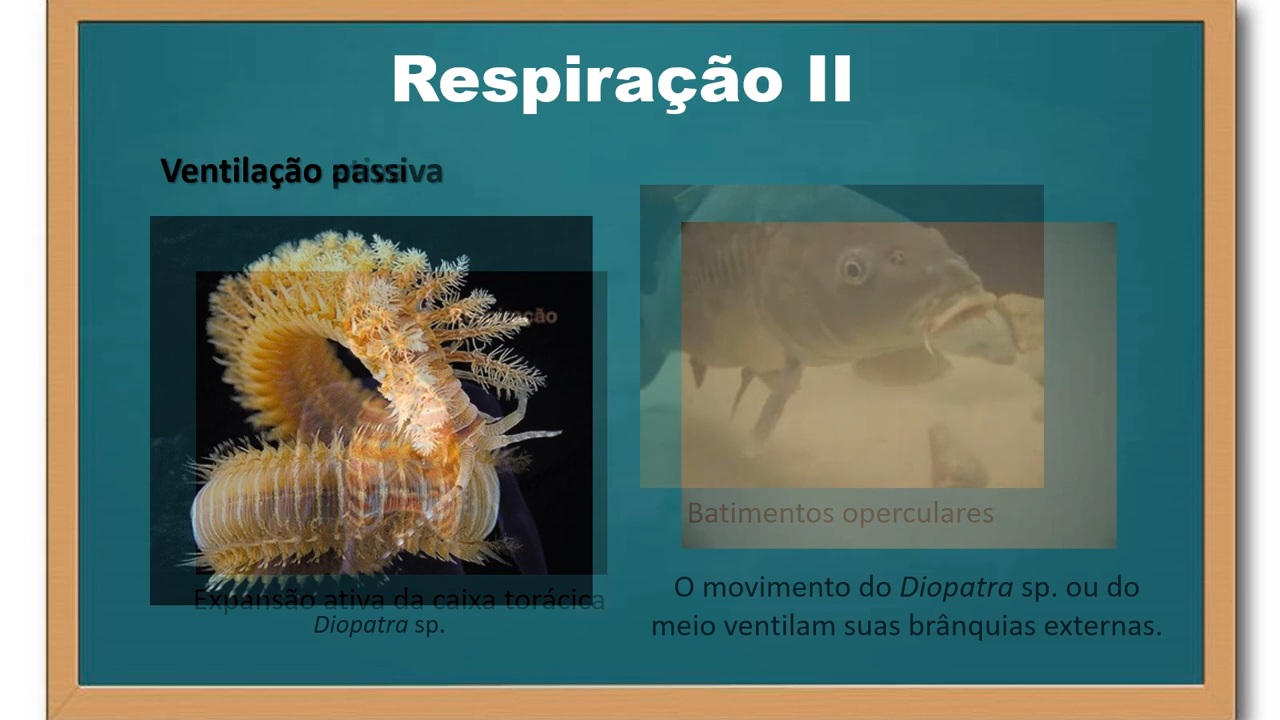 Respiração II
Ventilação passiva
Respiração
Batimentos operculares
Expansão ativa da caixa torácica
Diopatra sp.
O movimento do Diopatra sp. ou do
meio ventilam suas brânquias externas.